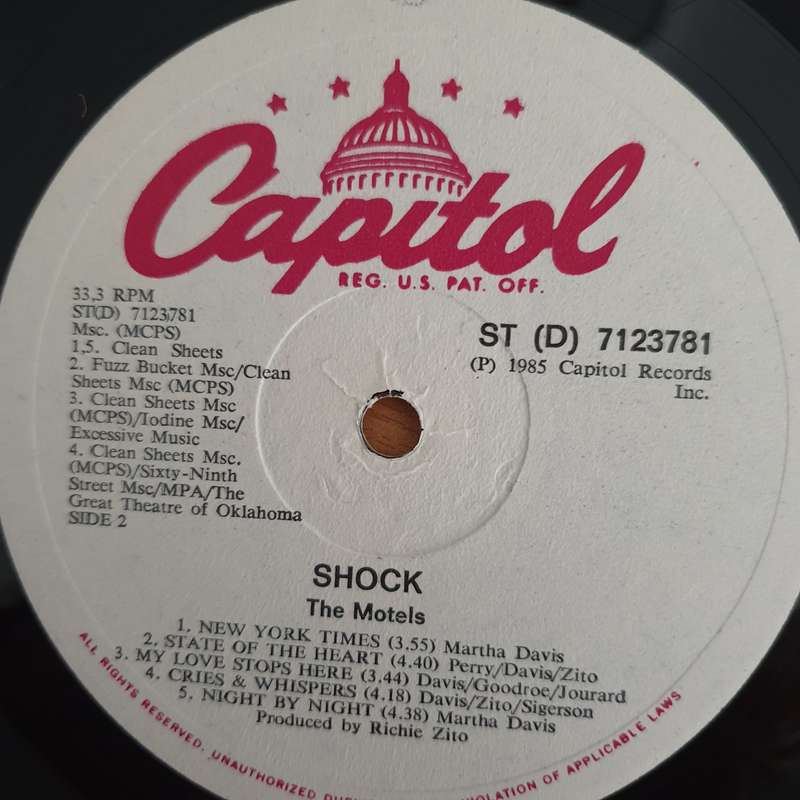 Capitol
REG. U.S. PAT. OFF.
33,3 RPM
ST(D) 7123781
Msc. (MCPS)
1,5. Clean Sheets
2. Fuzz Bucket Msc/Clean
Sheets Msc (MCPS)
3. Clean Sheets Msc
(MCPS)/Iodine Msc/
Excessive Music
4. Clean Sheets Msc.
(MCPS)/Sixty-Ninth
Street Msc/MPA/The
Great Theatre of Oklahoma
SIDE 2
ST (D) 7123781
(P) 1985 Capitol Records
Inc.
SHOCK
The Motels
1. NEW YORK TIMES (3.55) Martha Davis
2. STATE OF THE HEART (4.40) Perry/Davis/Zito
3. MY LOVE STOPS HERE (3.44) Davis/Goodroe/Jourard
4. CRIES & WHISPERS (4.18) Davis/Zito/Sigerson
5. NIGHT BY NIGHT (4.38) Martha Davis
Produced by Richie Zito
ALL RIGHTS RESERVED. UNAUTHORIZED OF APPLICABLE LAWS